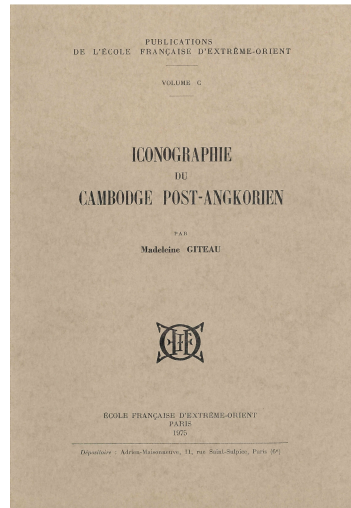 PUBLICATIONS
DE L'ÉCOLE FRANÇAISE D'EXTRÊME-ORIENT
VOLUME C
ICONOGRAPHIE
DU
CAMBODGE POST-ANGKORIEN
PAR
Madeleine GITEAU
ÉCOLE FRANÇAISE D'EXTRÊME-ORIENT
PARIS
1975
Dépositaire : Adrien-Maisonneuve, 11, rue Saint-Sulpice, Paris (6e)